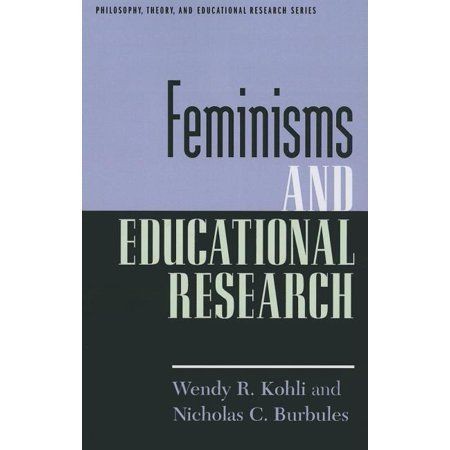 PHILOSOPHY, THEORY, AND EDUCATIONAL RESEARCH SERIES
Feminisms
AND
EDUCATIONAL
RESEARCH
Wendy R. Kohli and
Nicholas C. Burbules